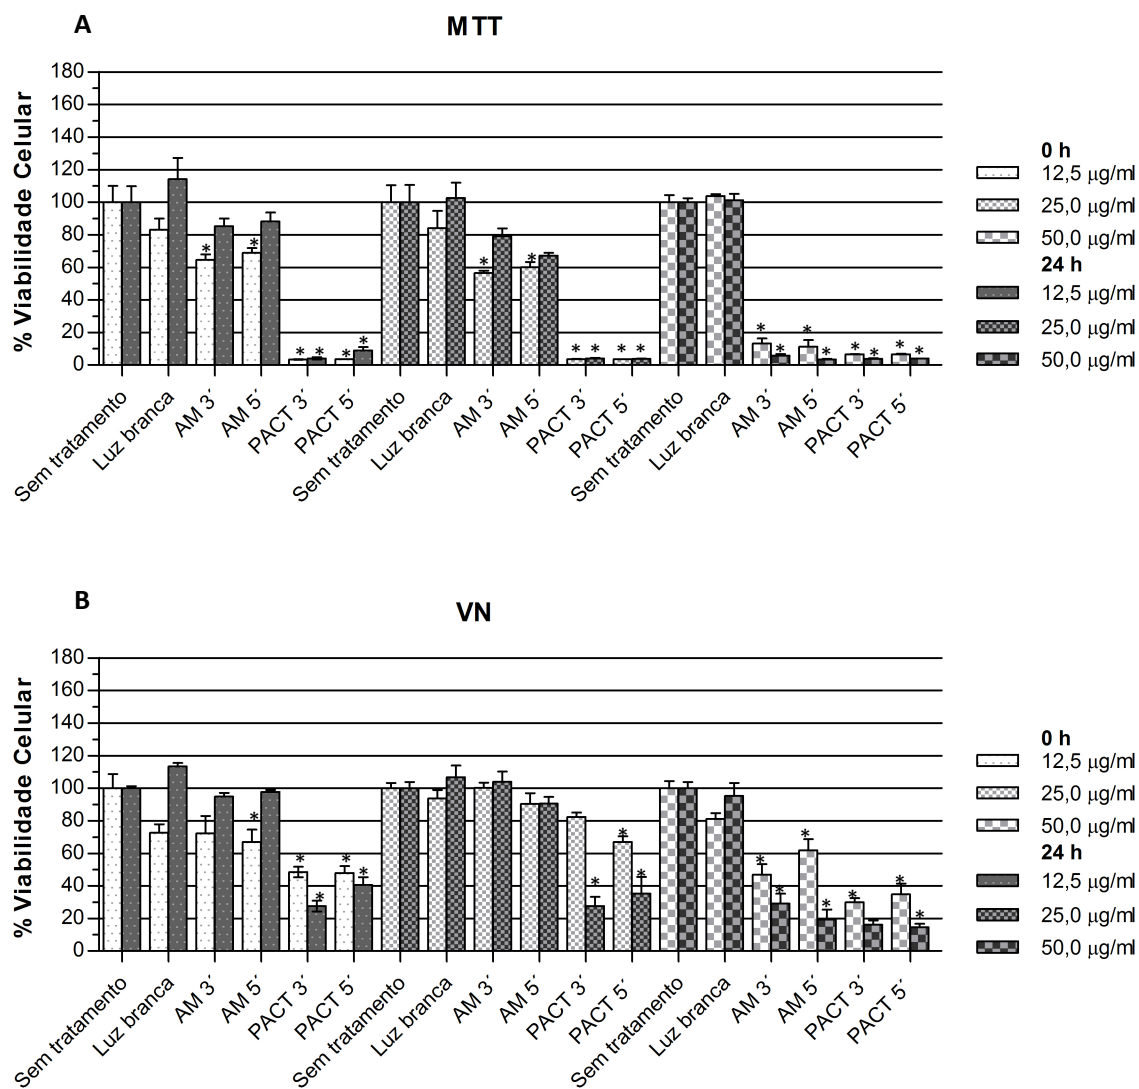 A
MTT
% Viabilidade Celular
180
160
140
120
100
80
60
40
20
0
* * * * * * * * * * * * * * * * * * * *
Sem tratamento
Luz branca
AM 3´
AM 5´
PACT 3´
PACT 5´
Sem tratamento
Luz branca
AM 3´
AM 5´
PACT 3´
PACT 5´
Sem tratamento
Luz branca
AM 3´
AM 5´
PACT 3´
PACT 5´
0 h
12,5 µg/ml
25,0 µg/ml
50,0 µg/ml
24 h
12,5 µg/ml
25,0 µg/ml
50,0 µg/ml
B
VN
% Viabilidade Celular
180
160
140
120
100
80
60
40
20
0
* * * * * * * * * * * * * * *
Sem tratamento
Luz branca
AM 3´
AM 5´
PACT 3´
PACT 5´
Sem tratamento
Luz branca
AM 3´
AM 5´
PACT 3´
PACT 5´
Sem tratamento
Luz branca
AM 3´
AM 5´
PACT 3´
PACT 5´
0 h
12,5 µg/ml
25,0 µg/ml
50,0 µg/ml
24 h
12,5 µg/ml
25,0 µg/ml
50,0 µg/ml